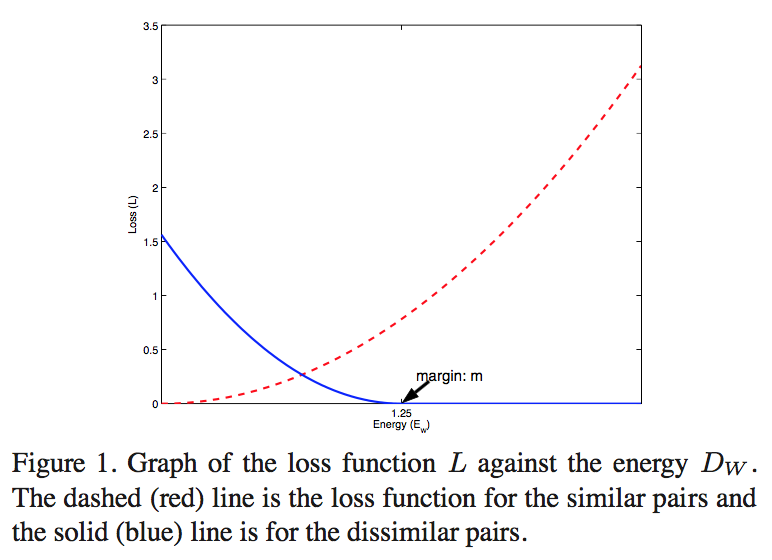 3.5
3
2.5
2
1.5
1
0.5
0
Loss (L)
margin: m
1.25
Energy (E_w)
Figure 1. Graph of the loss function L against the energy D_W.
The dashed (red) line is the loss function for the similar pairs and
the solid (blue) line is for the dissimilar pairs.